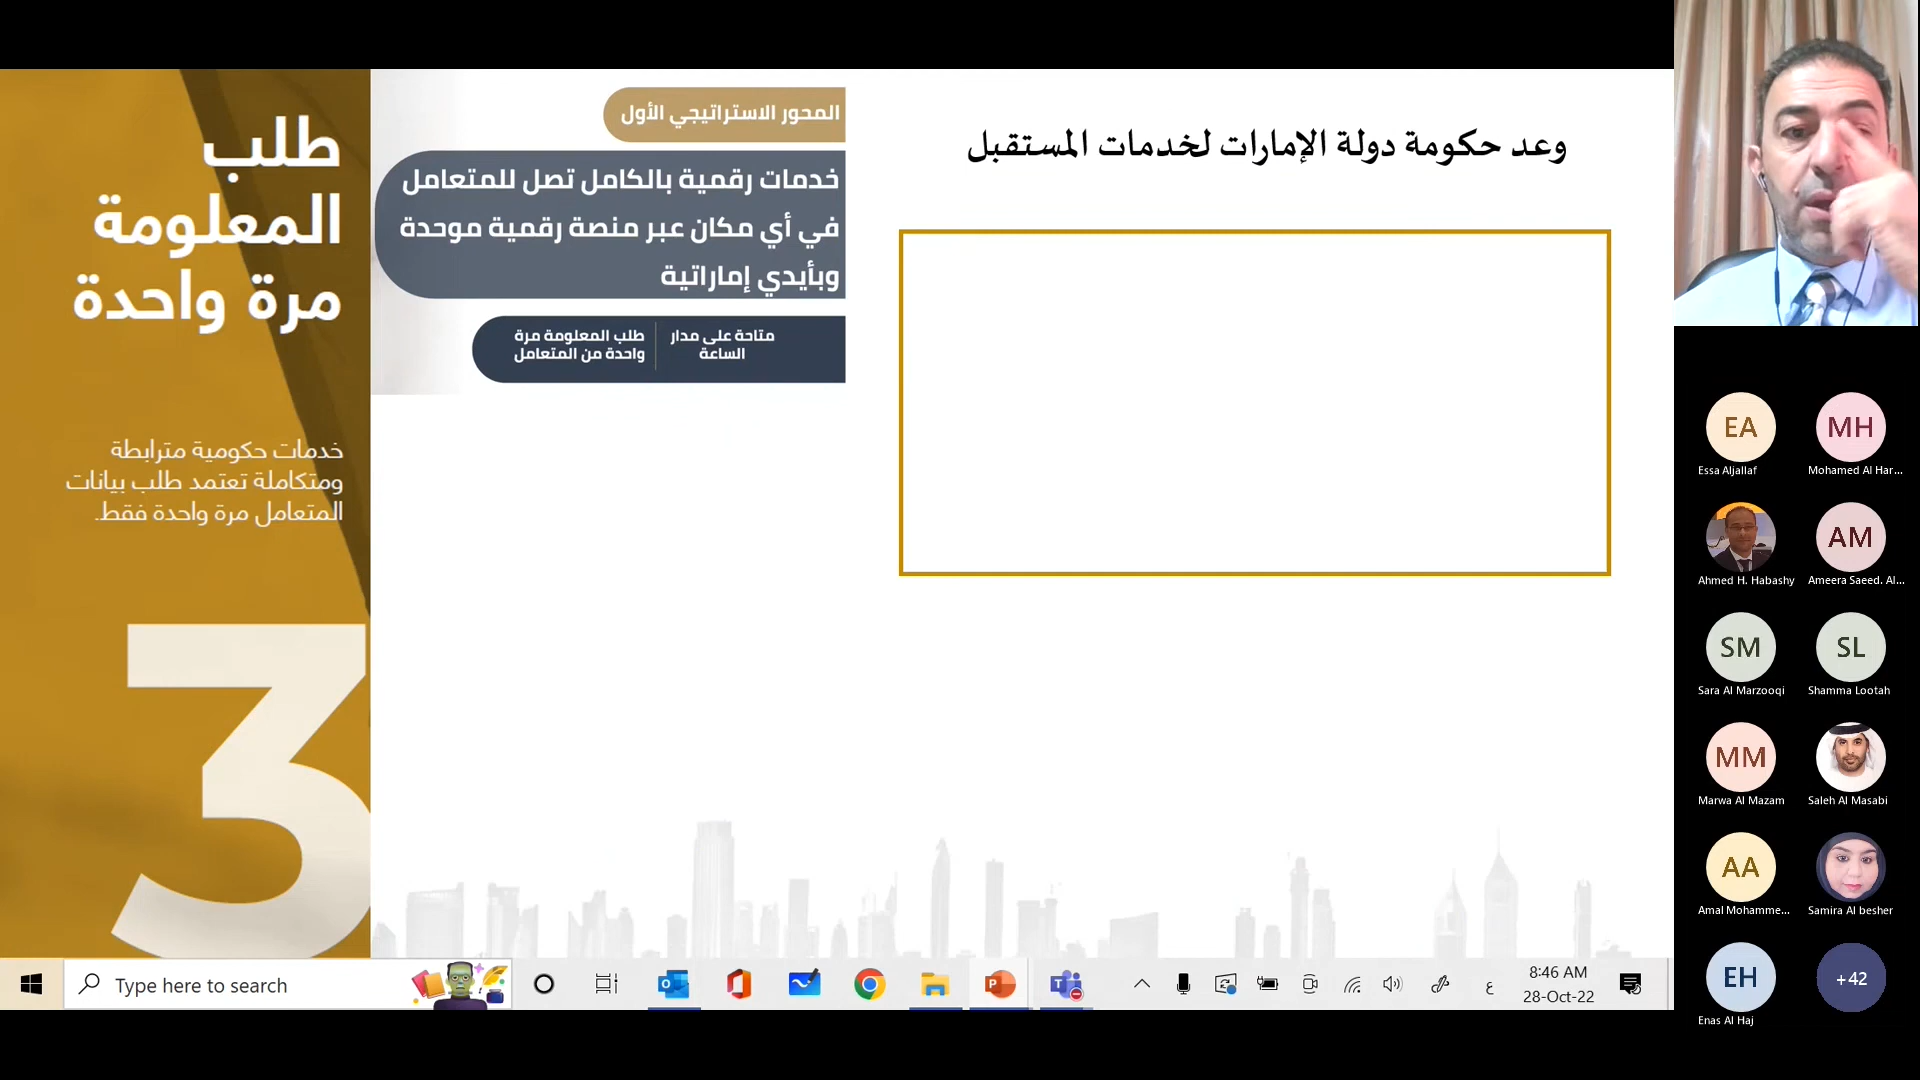 وعد حكومة دولة الإمارات لخدمات المستقبل
المحور الاستراتيجي الأول
خدمات رقمية بالكامل تصل للمتعامل
في أي مكان عبر منصة رقمية موحدة
وبأيدي إماراتية
متاحة على مدار
الساعة
طلب المعلومة مرة
واحدة من المتعامل
طلب
المعلومة
مرة واحدة
خدمات حكومية مترابطة
ومتكاملة تعتمد طلب بيانات
المتعامل مرة واحدة فقط.
3
EA
Essa Aljallaf
MH
Mohamed Al Har...
Ahmed H. Habashy
AM
Ameera Saeed. Al...
SM
Sara Al Marzooqi
SL
Shamma Lootah
MM
Marwa Al Mazam
Saleh Al Masabi
AA
Amal Mohamme...
Samira Al besher
EH
Enas Al Haj
+42
Type here to search
ع
8:46 AM
28-Oct-22